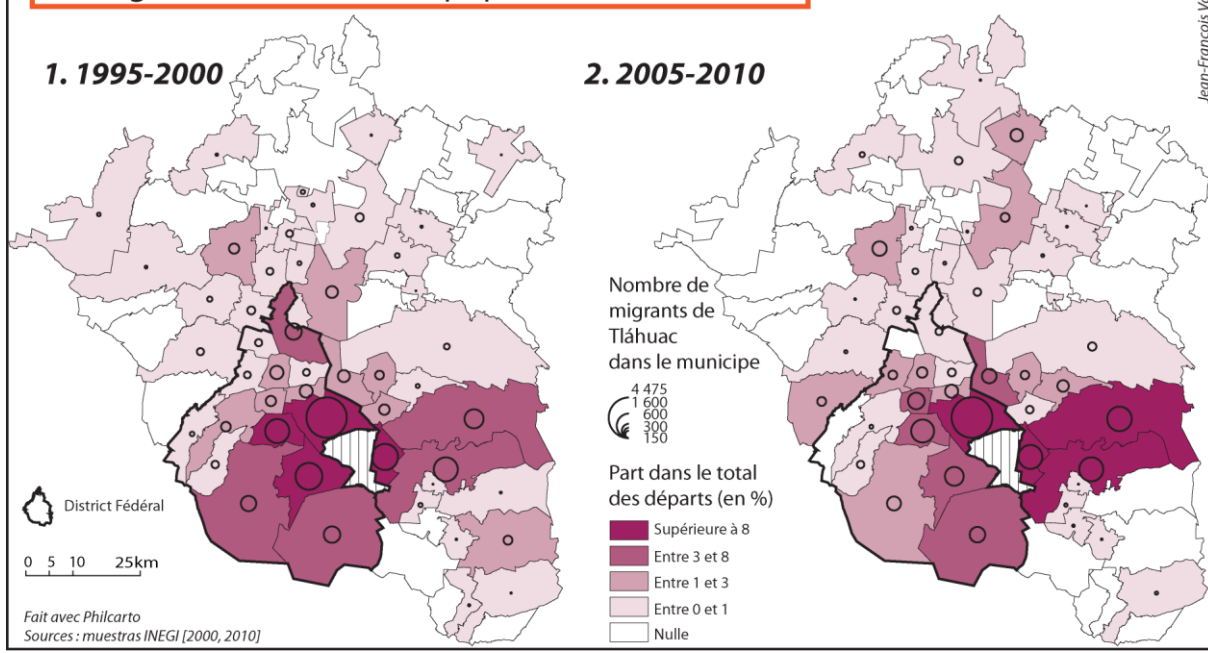 1. 1995-2000
2. 2005-2010
Nombre de
migrants de
Tláhuac
dans le municipe
4 475
1 600
600
300
150
Part dans le total
des départs (en %)
Supérieure à 8
Entre 3 et 8
Entre 1 et 3
Entre 0 et 1
Nulle
District Fédéral
0 5 10 25km
Fait avec Philcarto
Sources : muestras INEGI [2000, 2010]
Jean-François